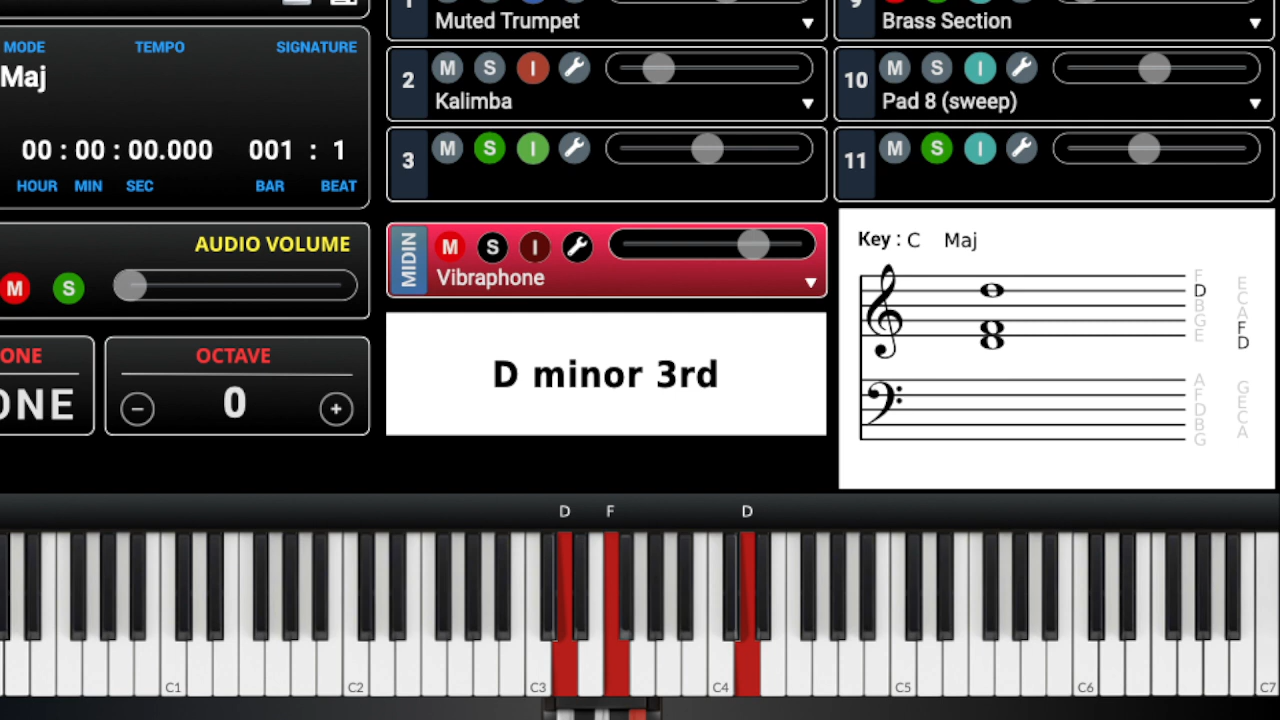 MODE TEMPO SIGNATURE
Maj
00 : 00 : 00.000 001 : 1
HOUR MIN SEC BAR BEAT
AUDIO VOLUME
M S
ONE
ONE
OCTAVE
− 0 +
1
Muted Trumpet
2 M S I
Kalimba
3 M S I
9
Brass Section
10 M S I
Pad 8 (sweep)
11 M S I
MIDIN M S I
Vibraphone
D minor 3rd
Key : C Maj
F
D
B
G
E
E
C
A
F
D
A
F
D
B
G
G
E
C
A
D F D
C1 C2 C3 C4 C5 C6 C7